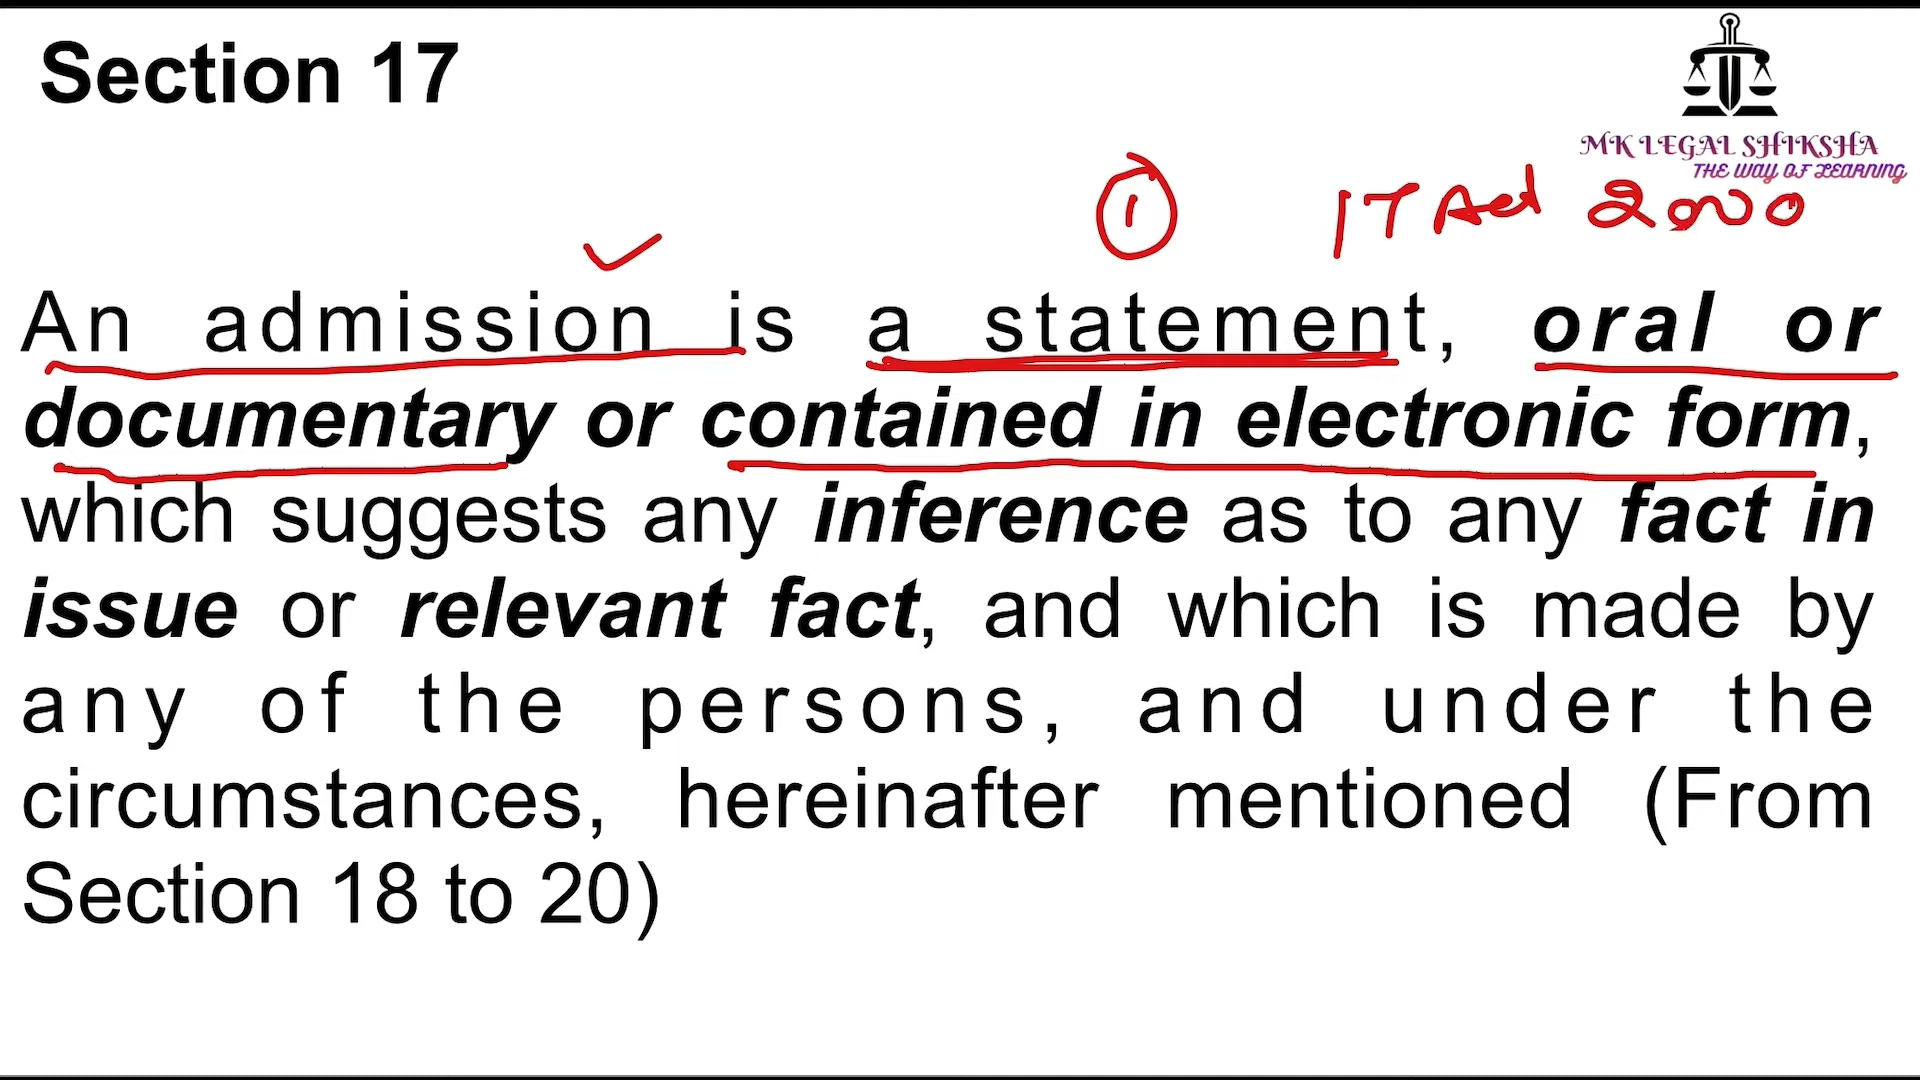 Section 17
MK LEGAL SHIKSHA
THE WAY OF LEARNING
1 IT Act 2000
An admission is a statement, oral or
documentary or contained in electronic form,
which suggests any inference as to any fact in
issue or relevant fact, and which is made by
any of the persons, and under the
circumstances, hereinafter mentioned (From
Section 18 to 20)